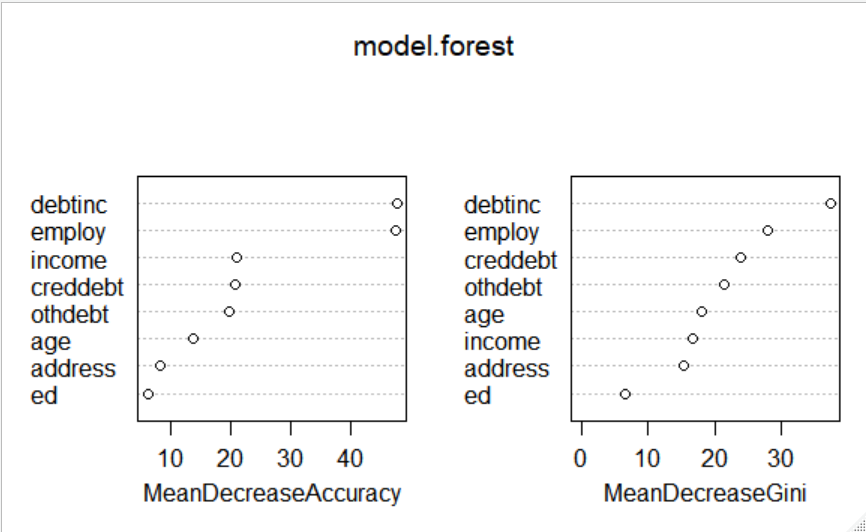 model.forest
debtinc
employ
income
creddebt
othdebt
age
address
ed
10 20 30 40
MeanDecreaseAccuracy
debtinc
employ
creddebt
othdebt
age
income
address
ed
0 10 20 30
MeanDecreaseGini